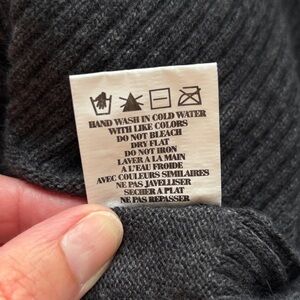 HAND WASH IN COLD WATER
WITH LIKE COLORS
DO NOT BLEACH
DRY FLAT
DO NOT IRON
LAVER A LA MAIN
A L'EAU FROIDE
AVEC COULEURS SIMILAIRES
NE PAS JAVELLISER
SECHER A PLAT
NE PAS REPASSER